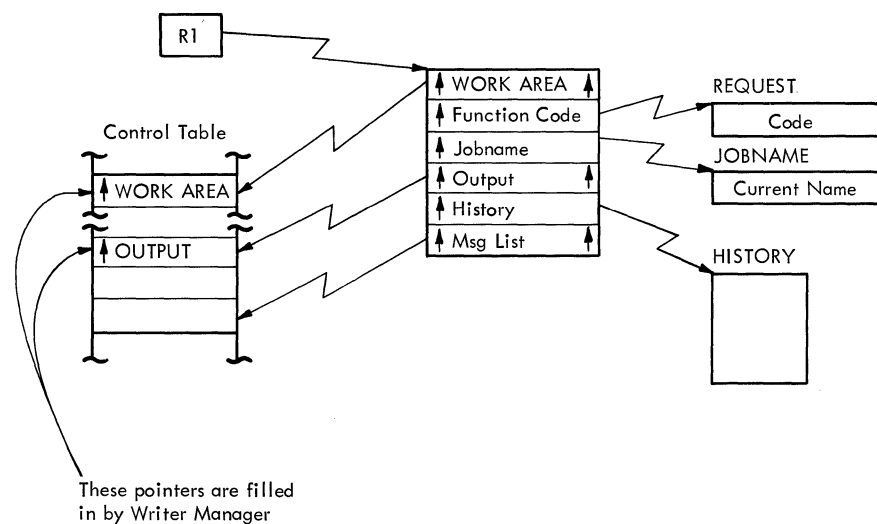 R1
WORK AREA
Function Code
Jobname
Output
History
Msg List
REQUEST
Code
JOBNAME
Current Name
HISTORY
Control Table
WORK AREA
OUTPUT
These pointers are filled
in by Writer Manager